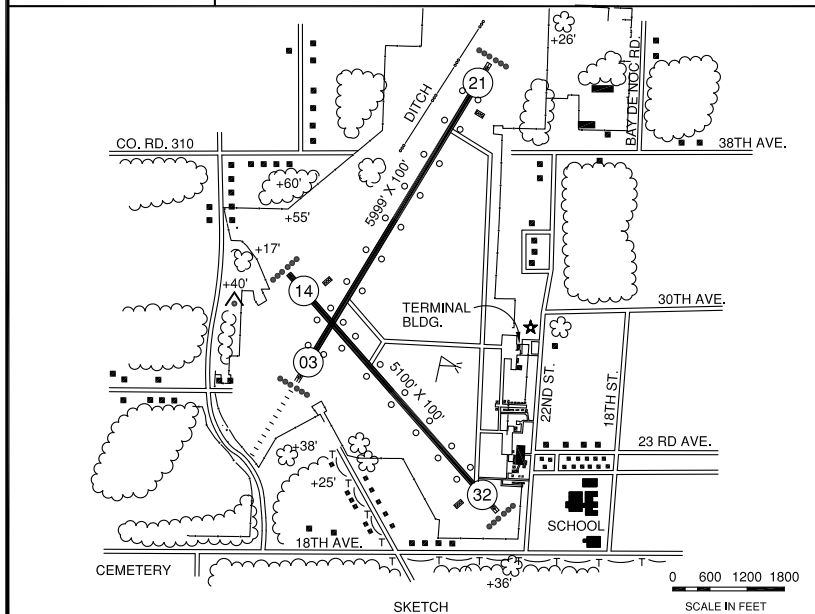 +26'
BAY DE NOC RD.
21
DITCH
CO. RD. 310
38TH AVE.
5999' X 100'
+60'
+55'
+17'
+40'
14
TERMINAL
BLDG.
30TH AVE.
03
5100' X 100'
22ND ST.
18TH ST.
23 RD AVE.
+38'
T
+25'
T
T
T
32
SCHOOL
18TH AVE.
T
CEMETERY
T T T T T T T
+36'
0 600 1200 1800
SKETCH
SCALE IN FEET